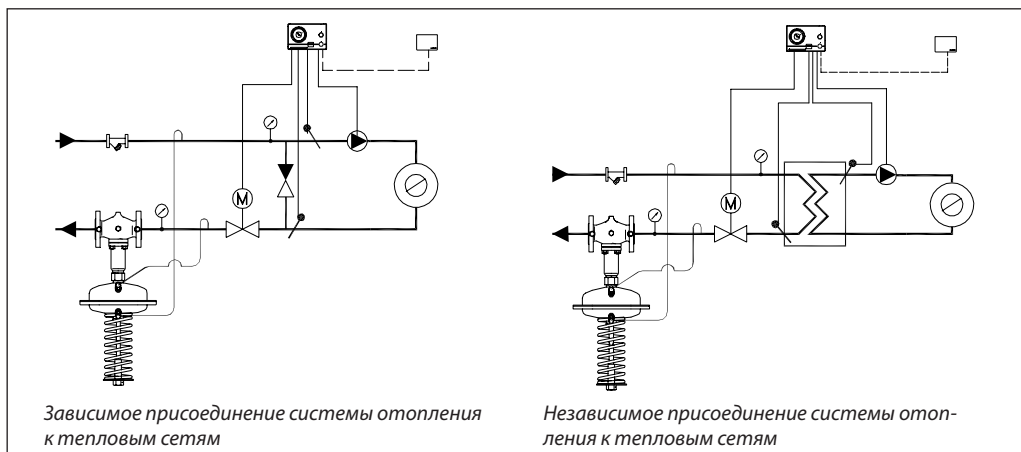 M
M
Зависимое присоединение системы отопления
к тепловым сетям
Независимое присоединение системы отоп-
ления к тепловым сетям